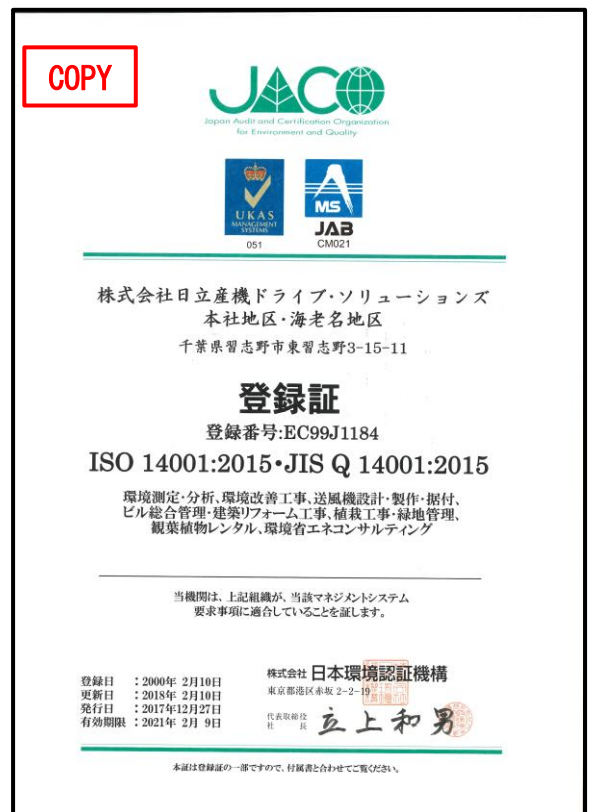 COPY
JACO
Japan Audit and Certification Organization
for Environment and Quality
UKAS
MANAGEMENT
SYSTEMS
051
MS
JAB
CM021
株式会社日立産機ドライブ・ソリューションズ
本社地区・海老名地区
千葉県習志野市東習志野3-15-11
登録証
登録番号:EC99J1184
ISO 14001:2015・JIS Q 14001:2015
環境測定・分析、環境改善工事、送風機設計・製作・据付、
ビル総合管理・建築リフォーム工事、植栽工事・緑地管理、
観葉植物レンタル、環境省エネコンサルティング
当機関は、上記組織が、当該マネジメントシステム
要求事項に適合していることを証します。
登録日 :2000年 2月10日
更新日 :2018年 2月10日
発行日 :2017年12月27日
有効期限 :2021年 2月 9日
株式会社 日本環境認証機構
東京都港区赤坂 2-2-19
代表取締役
社 長
立上和男
本証は登録証の一部ですので、付属書と合わせてご覧ください。